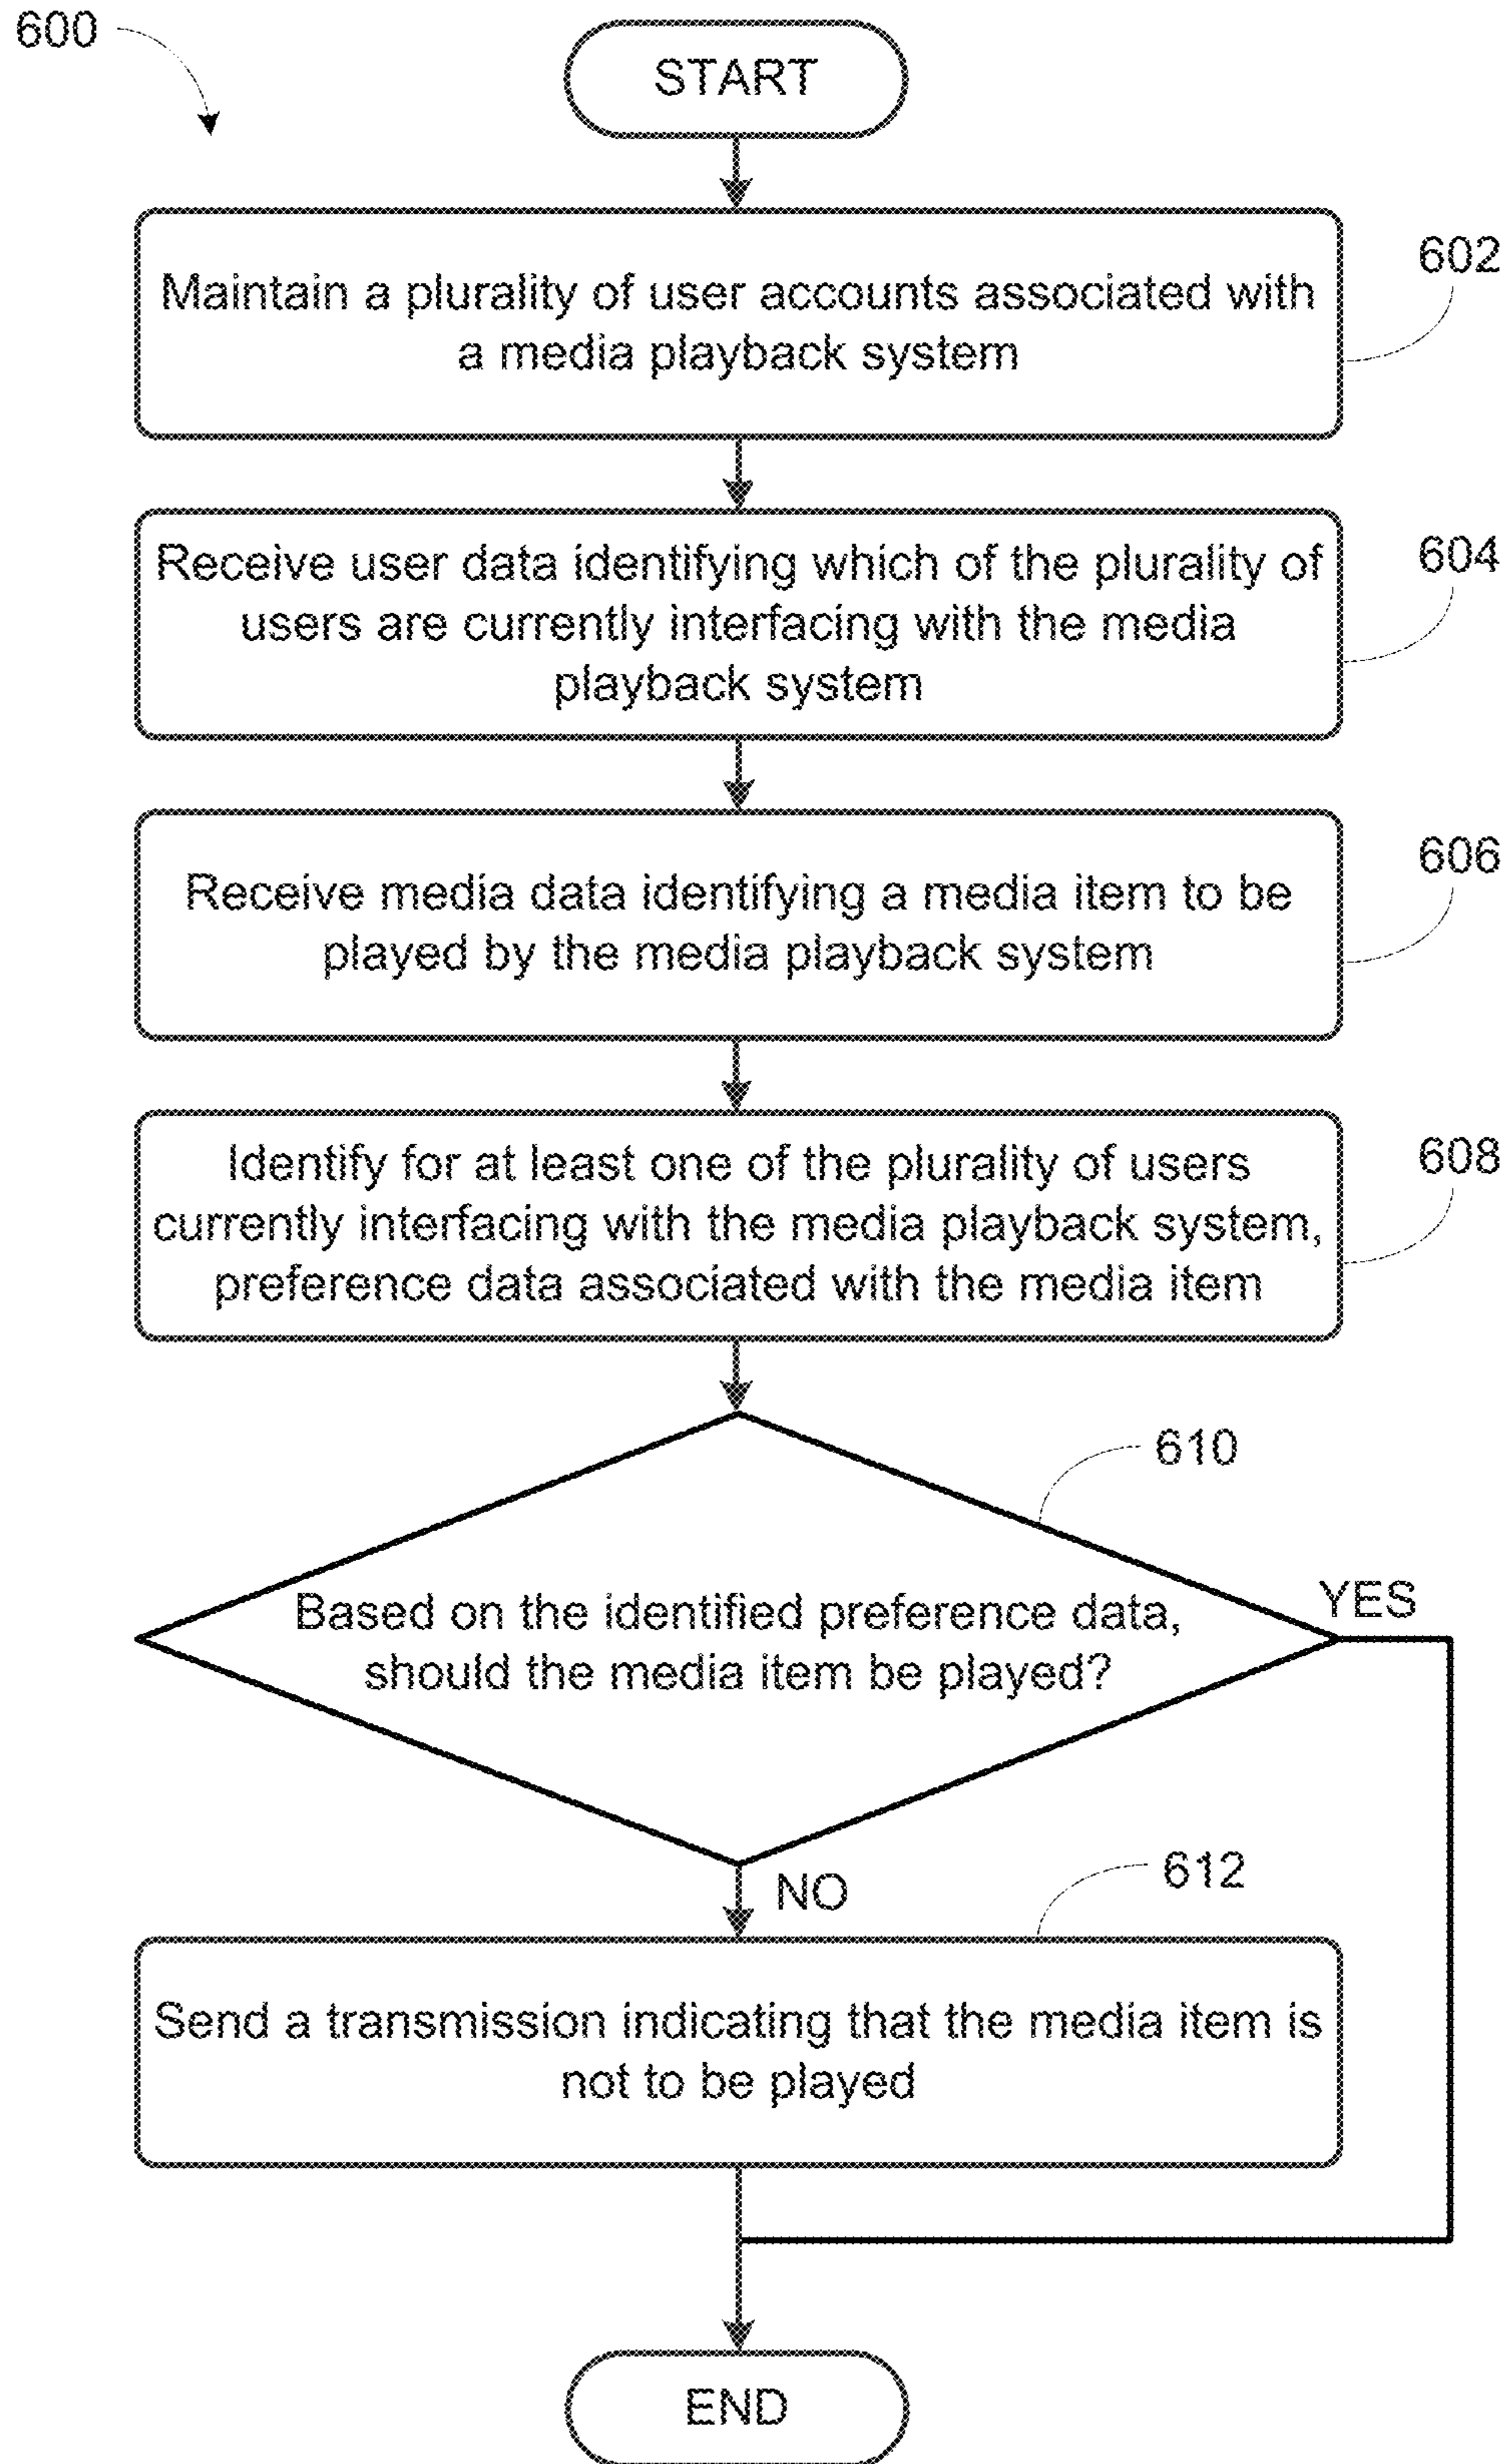 600
START
Maintain a plurality of user accounts associated with
a media playback system
602
Receive user data identifying which of the plurality of
users are currently interfacing with the media
playback system
604
Receive media data identifying a media item to be
played by the media playback system
606
Identify for at least one of the plurality of users
currently interfacing with the media playback system,
preference data associated with the media item
608
610
Based on the identified preference data,
should the media item be played?
YES
NO
612
Send a transmission indicating that the media item is
not to be played
END